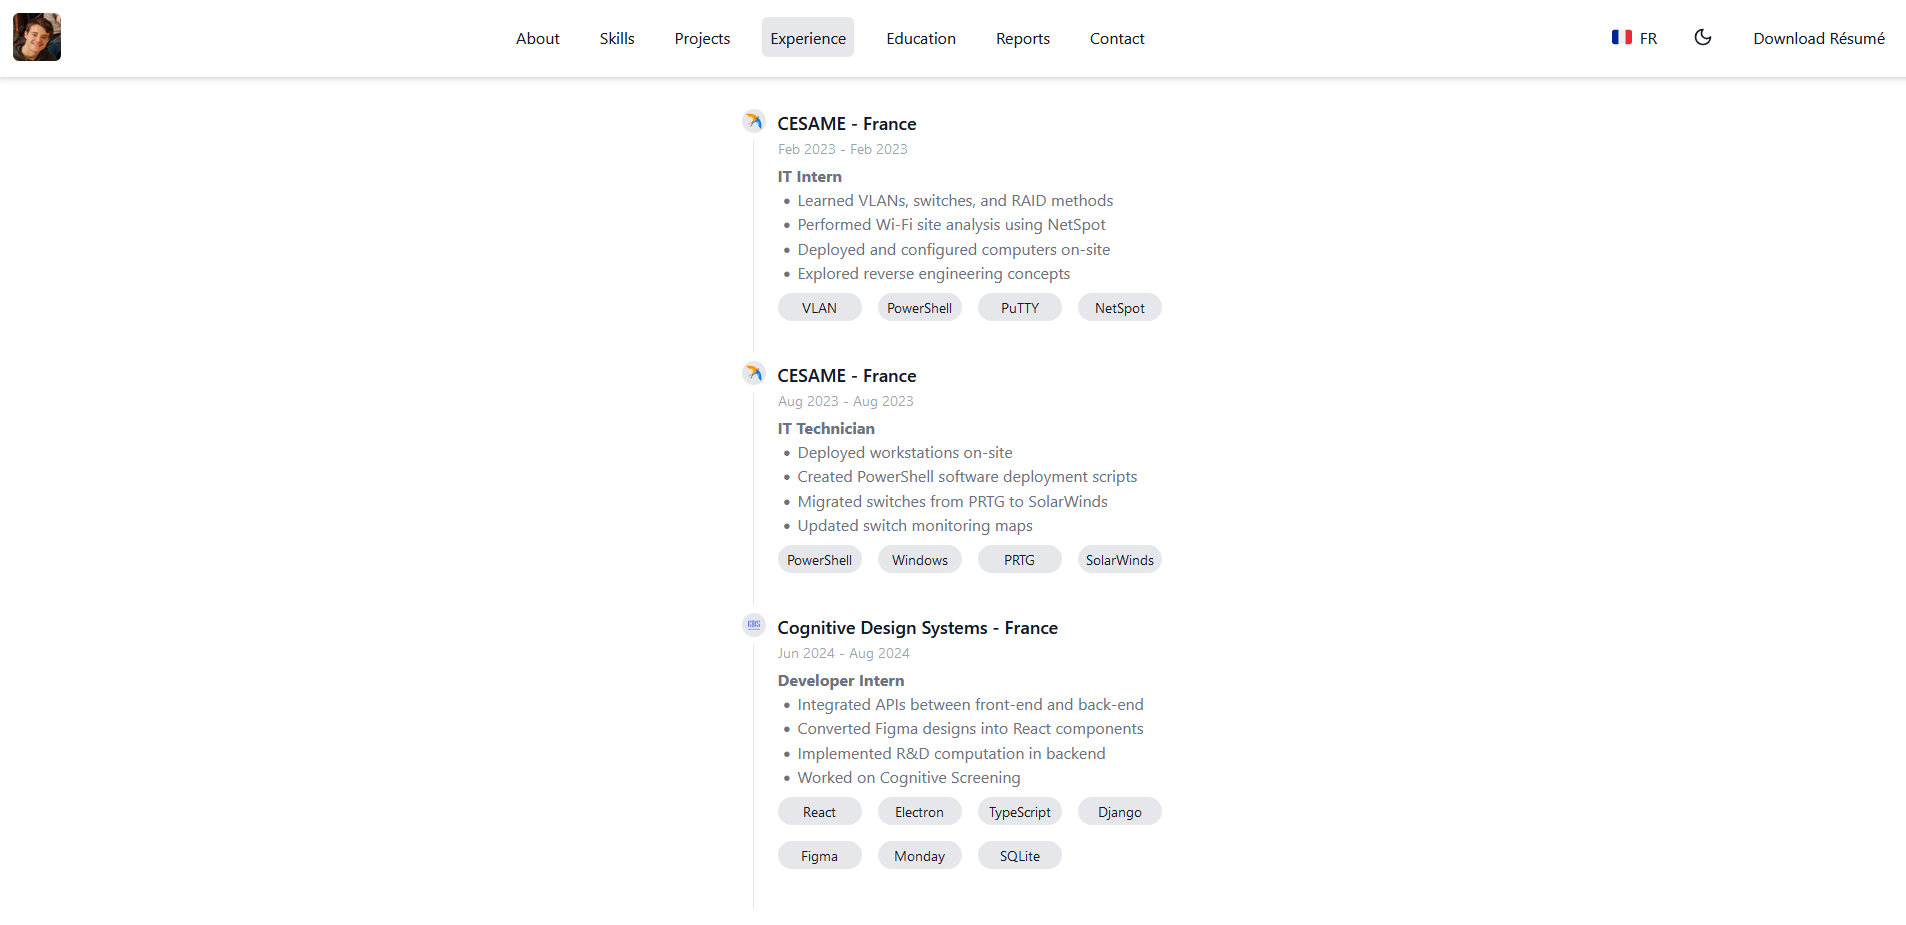 About Skills Projects Experience Education Reports Contact FR Download Résumé
CESAME - France
Feb 2023 - Feb 2023
IT Intern
• Learned VLANs, switches, and RAID methods
• Performed Wi-Fi site analysis using NetSpot
• Deployed and configured computers on-site
• Explored reverse engineering concepts
VLAN PowerShell PuTTY NetSpot
CESAME - France
Aug 2023 - Aug 2023
IT Technician
• Deployed workstations on-site
• Created PowerShell software deployment scripts
• Migrated switches from PRTG to SolarWinds
• Updated switch monitoring maps
PowerShell Windows PRTG SolarWinds
Cognitive Design Systems - France
Jun 2024 - Aug 2024
Developer Intern
• Integrated APIs between front-end and back-end
• Converted Figma designs into React components
• Implemented R&D computation in backend
• Worked on Cognitive Screening
React Electron TypeScript Django
Figma Monday SQLite